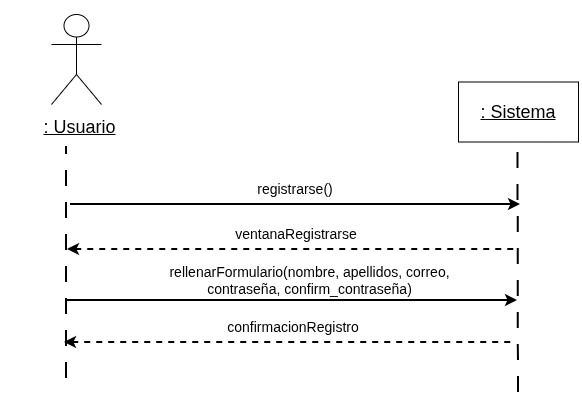 : Usuario
: Sistema
registrarse()
ventanaRegistrarse
rellenarFormulario(nombre, apellidos, correo,
contraseña, confirm_contraseña)
confirmacionRegistro